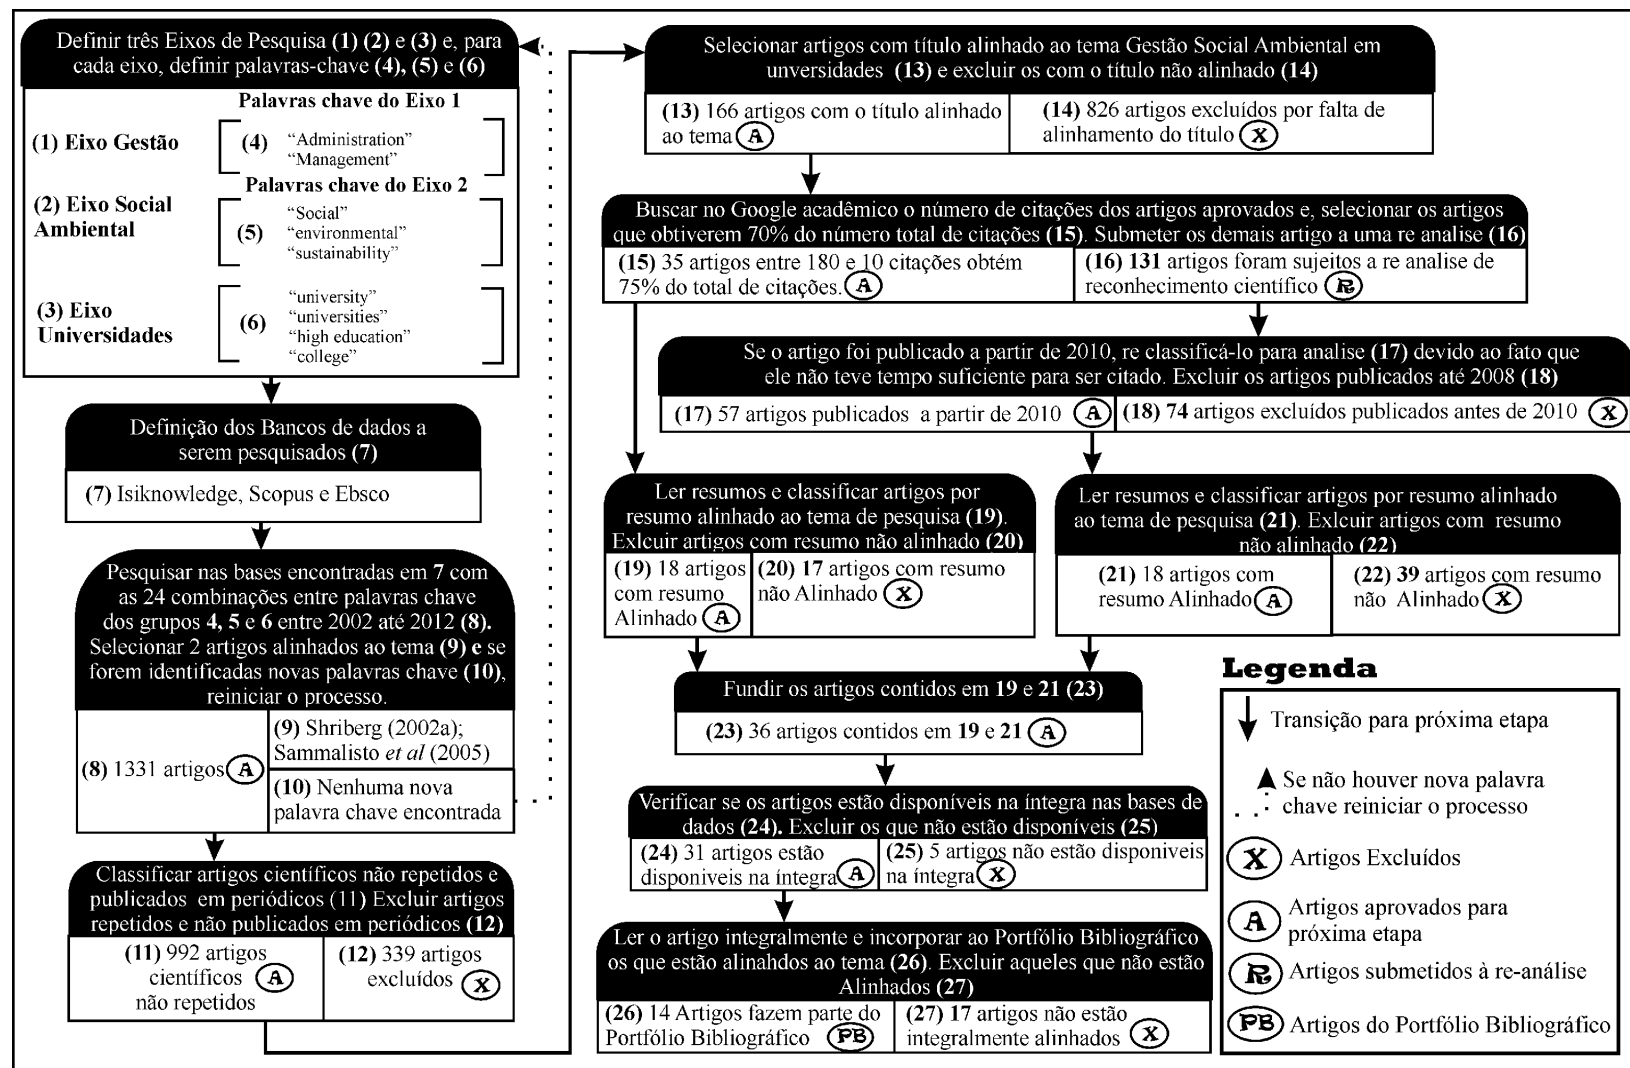 Definir três Eixos de Pesquisa (1) (2) e (3) e, para
cada eixo, definir palavras-chave (4), (5) e (6)
Palavras chave do Eixo 1
(1) Eixo Gestão
(4)
“Administration”
“Management”
Palavras chave do Eixo 2
(2) Eixo Social
Ambiental
(5)
“Social”
“environmental”
“sustainability”
(3) Eixo
Universidades
(6)
“university”
“universities”
“high education”
“college”
Definição dos Bancos de dados a
serem pesquisados (7)
(7) Isiknowledge, Scopus e Ebsco
Pesquisar nas bases encontradas em 7 com
as 24 combinações entre palavras chave
dos grupos 4, 5 e 6 entre 2002 até 2012 (8).
Selecionar 2 artigos alinhados ao tema (9) e se
forem identificadas novas palavras chave (10),
reiniciar o processo.
(8) 1331 artigos A
(9) Shriberg (2002a);
Sammalisto et al (2005)
(10) Nenhuma nova
palavra chave encontrada
Classificar artigos científicos não repetidos e
publicados em periódicos (11) Excluir artigos
repetidos e não publicados em periódicos (12)
(11) 992 artigos
científicos A
não repetidos
(12) 339 artigos
excluídos X
Selecionar artigos com título alinhado ao tema Gestão Social Ambiental em
unversidades (13) e excluir os com o título não alinhado (14)
(13) 166 artigos com o título alinhado
ao tema A
(14) 826 artigos excluídos por falta de
alinhamento do título X
Buscar no Google acadêmico o número de citações dos artigos aprovados e, selecionar os artigos
que obtiverem 70% do número total de citações (15). Submeter os demais artigo a uma re analise (16)
(15) 35 artigos entre 180 e 10 citações obtém
75% do total de citações. A
(16) 131 artigos foram sujeitos a re analise de
reconhecimento científico R
Se o artigo foi publicado a partir de 2010, re classificá-lo para analise (17) devido ao fato que
ele não teve tempo suficiente para ser citado. Excluir os artigos publicados até 2008 (18)
(17) 57 artigos publicados a partir de 2010 A
(18) 74 artigos excluídos publicados antes de 2010 X
Ler resumos e classificar artigos por
resumo alinhado ao tema de pesquisa (19).
Exlcuir artigos com resumo não alinhado (20)
(19) 18 artigos
com resumo
Alinhado A
(20) 17 artigos com resumo
não Alinhado X
Ler resumos e classificar artigos por resumo alinhado
ao tema de pesquisa (21). Exlcuir artigos com resumo
não alinhado (22)
(21) 18 artigos com
resumo Alinhado A
(22) 39 artigos com resumo
não Alinhado X
Fundir os artigos contidos em 19 e 21 (23)
(23) 36 artigos contidos em 19 e 21 A
Verificar se os artigos estão disponíveis na íntegra nas bases de
dados (24). Excluir os que não estão disponíveis (25)
(24) 31 artigos estão
disponiveis na íntegra A
(25) 5 artigos não estão disponiveis
na íntegra X
Ler o artigo integralmente e incorporar ao Portfólio Bibliográfico
os que estão alinahdos ao tema (26). Excluir aqueles que não estão
Alinhados (27)
(26) 14 Artigos fazem parte do
Portfólio Bibliográfico PB
(27) 17 artigos não estão
integralmente alinhados X
Legenda
Transição para próxima etapa
Se não houver nova palavra
chave reiniciar o processo
X Artigos Excluídos
A Artigos aprovados para
próxima etapa
R Artigos submetidos à re-análise
PB Artigos do Portfólio Bibliográfico